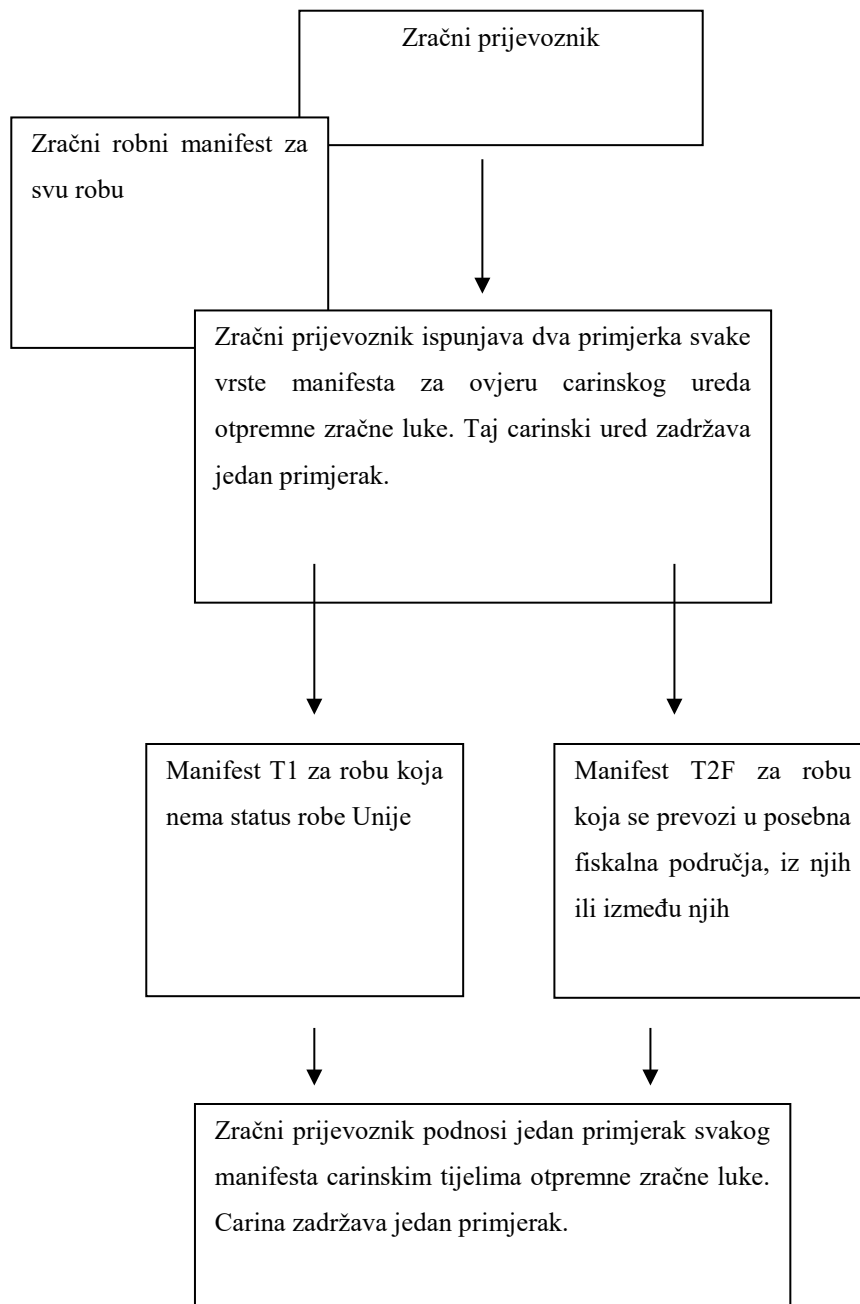 Zračni prijevoznik
Zračni robni manifest za
svu robu
Zračni prijevoznik ispunjava dva primjerka svake
vrste manifesta za ovjeru carinskog ureda
otpremne zračne luke. Taj carinski ured zadržava
jedan primjerak.
Manifest T1 za robu koja
nema status robe Unije
Manifest T2F za robu
koja se prevozi u posebna
fiskalna područja, iz njih
ili između njih
Zračni prijevoznik podnosi jedan primjerak svakog
manifesta carinskim tijelima otpremne zračne luke.
Carina zadržava jedan primjerak.